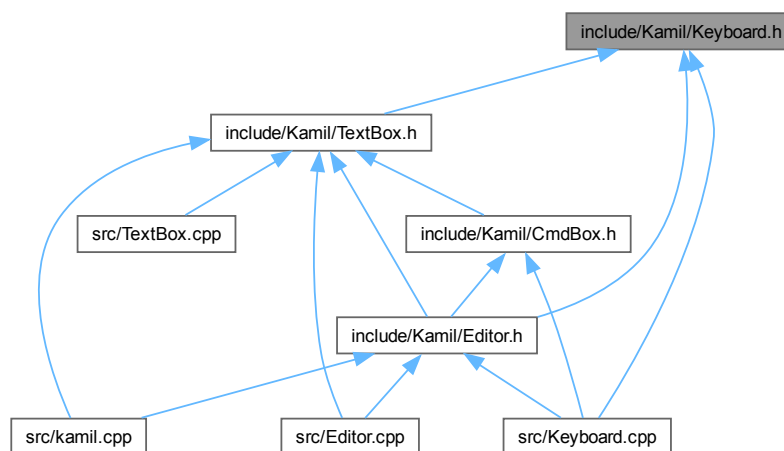 include/Kamil/Keyboard.h
include/Kamil/TextBox.h
src/TextBox.cpp
include/Kamil/CmdBox.h
include/Kamil/Editor.h
src/kamil.cpp
src/Editor.cpp
src/Keyboard.cpp